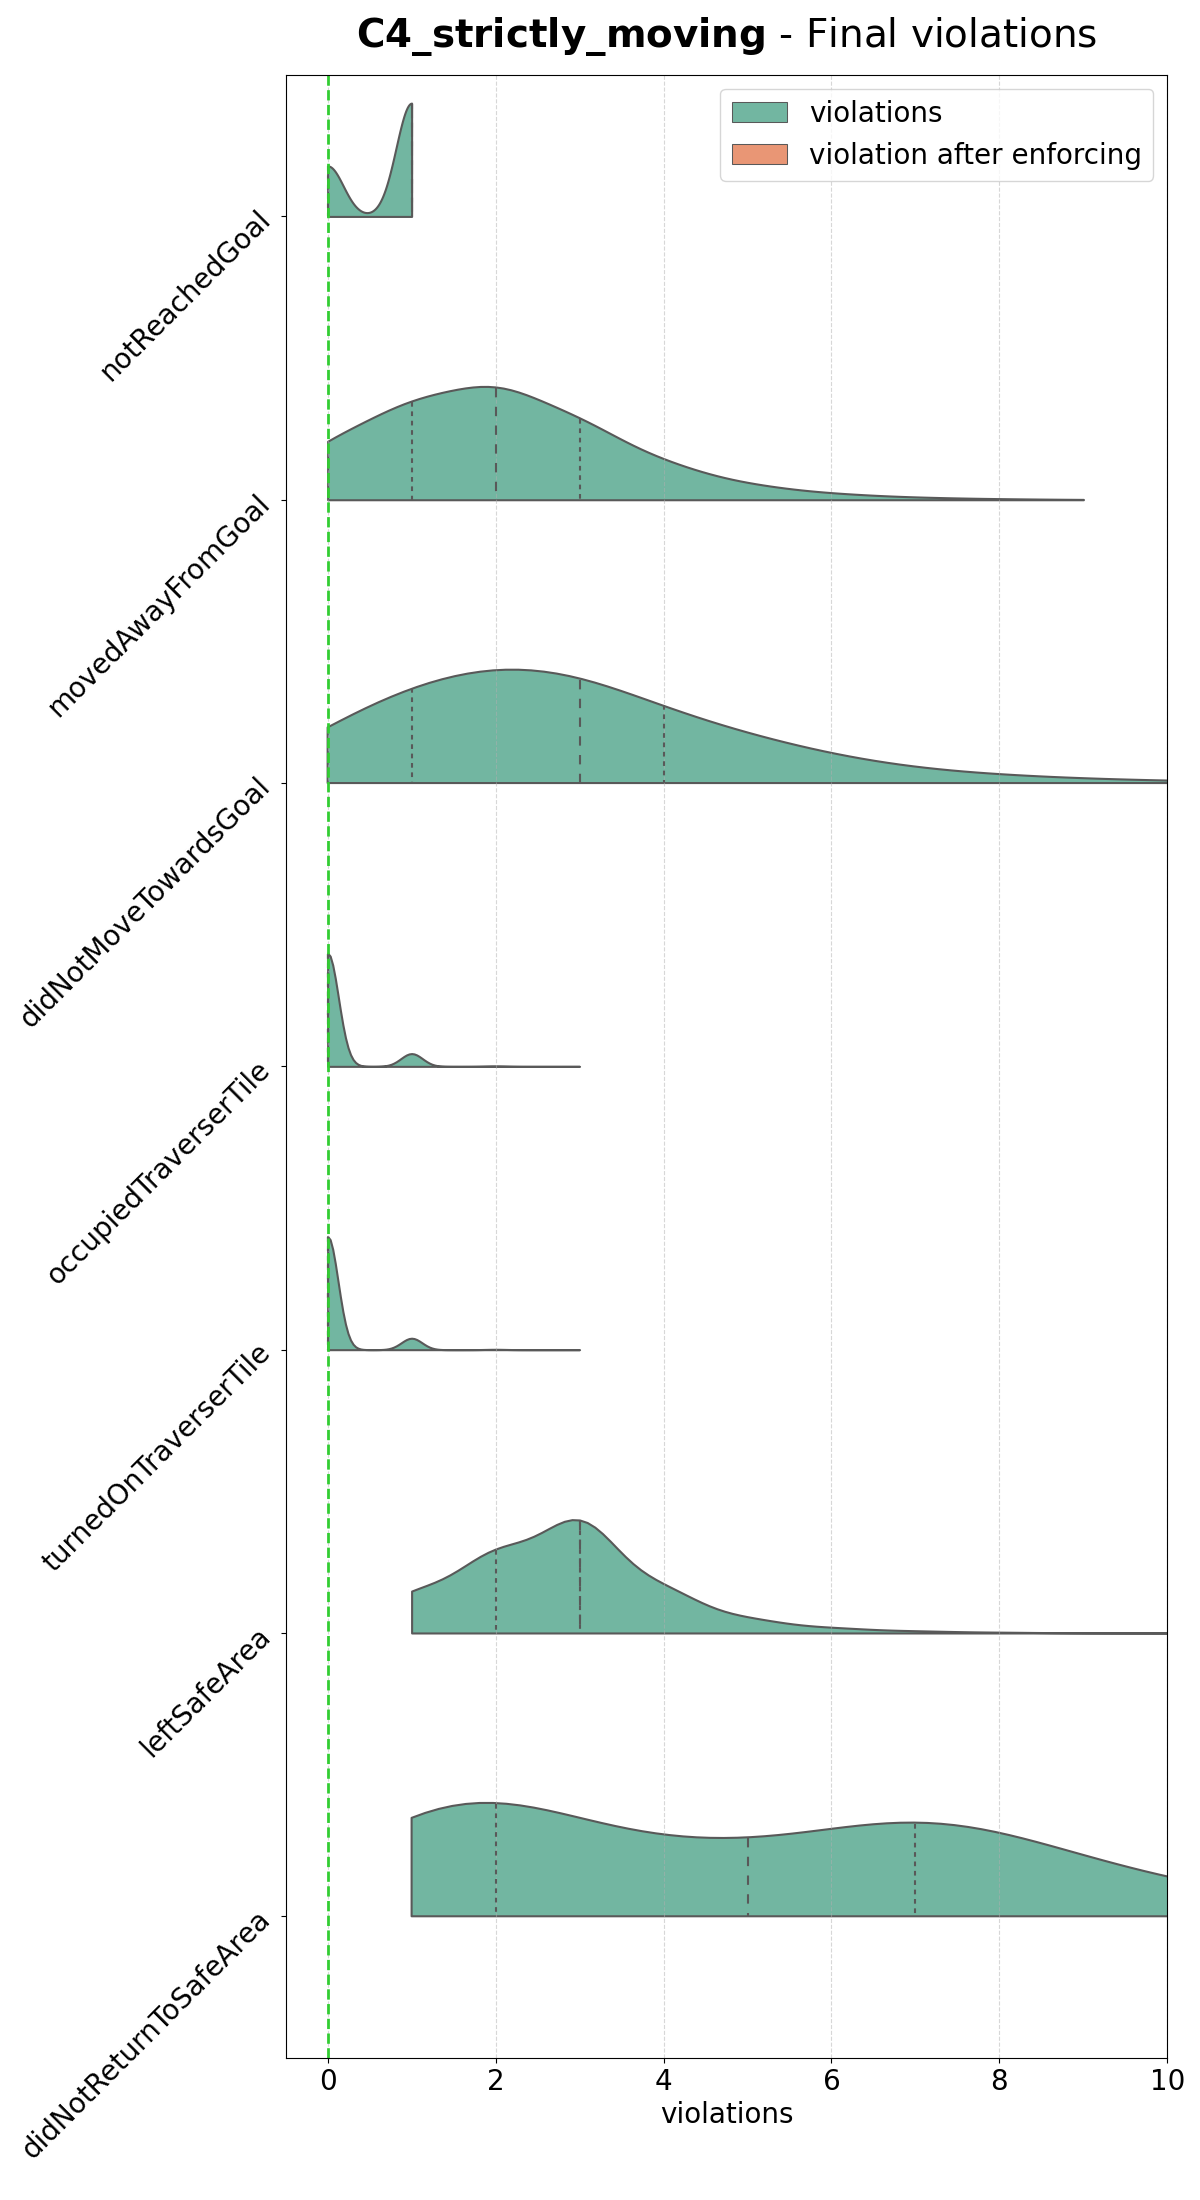 C4_strictly_moving - Final violations
violations
violation after enforcing
notReachedGoal
movedAwayFromGoal
didNotMoveTowardsGoal
occupiedTraverserTile
turnedOnTraverserTile
leftSafeArea
didNotReturnToSafeArea
0 2 4 6 8 10
violations